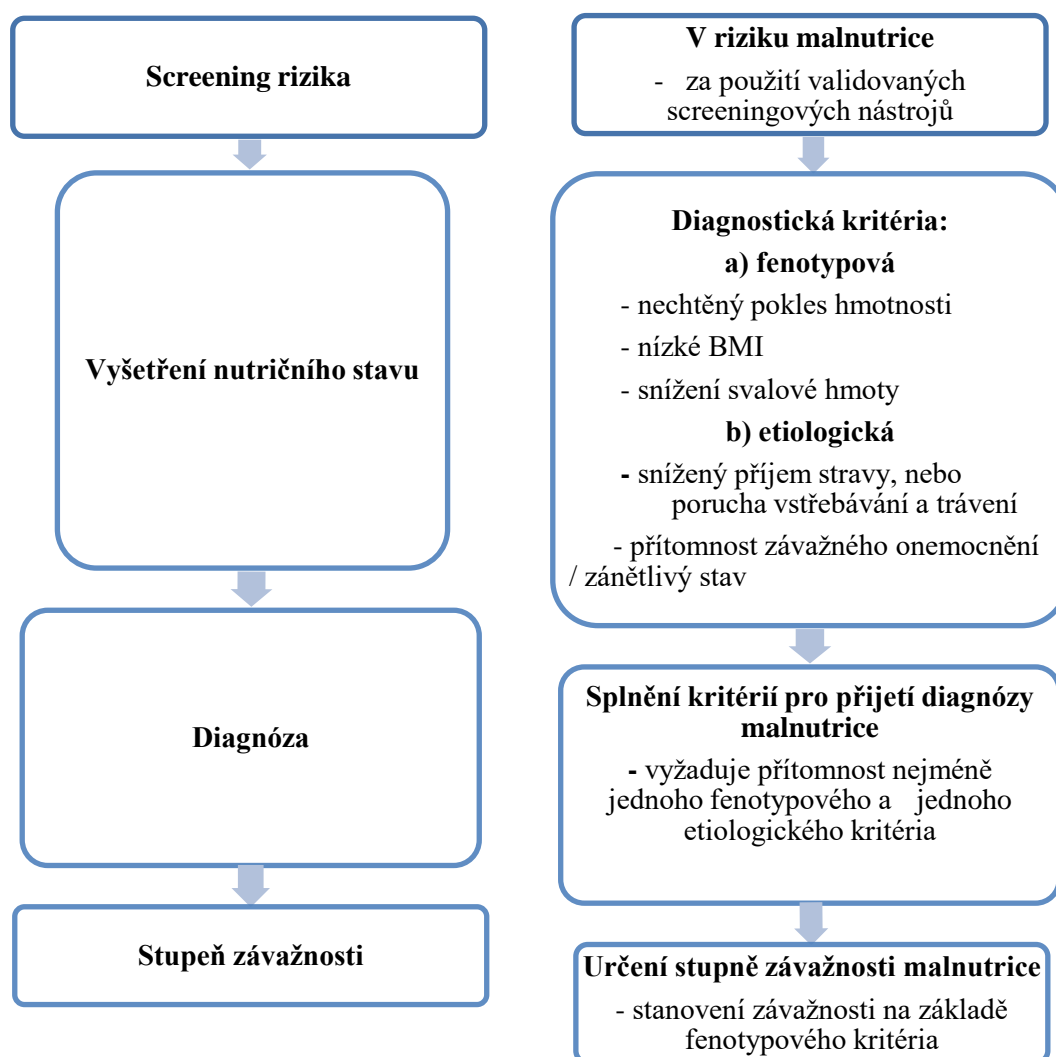 Screening rizika
Vyšetření nutričního stavu
Diagnóza
Stupeň závažnosti
V riziku malnutrice
- za použití validovaných
screeningových nástrojů
Diagnostická kritéria:
a) fenotypová
- nechtěný pokles hmotnosti
- nízké BMI
- snížení svalové hmoty
b) etiologická
- snížený příjem stravy, nebo
porucha vstřebávání a trávení
- přítomnost závažného onemocnění
/ zánětlivý stav
Splnění kritérií pro přijetí diagnózy
malnutrice
- vyžaduje přítomnost nejméně
jednoho fenotypového a jednoho
etiologického kritéria
Určení stupně závažnosti malnutrice
- stanovení závažnosti na základě
fenotypového kritéria